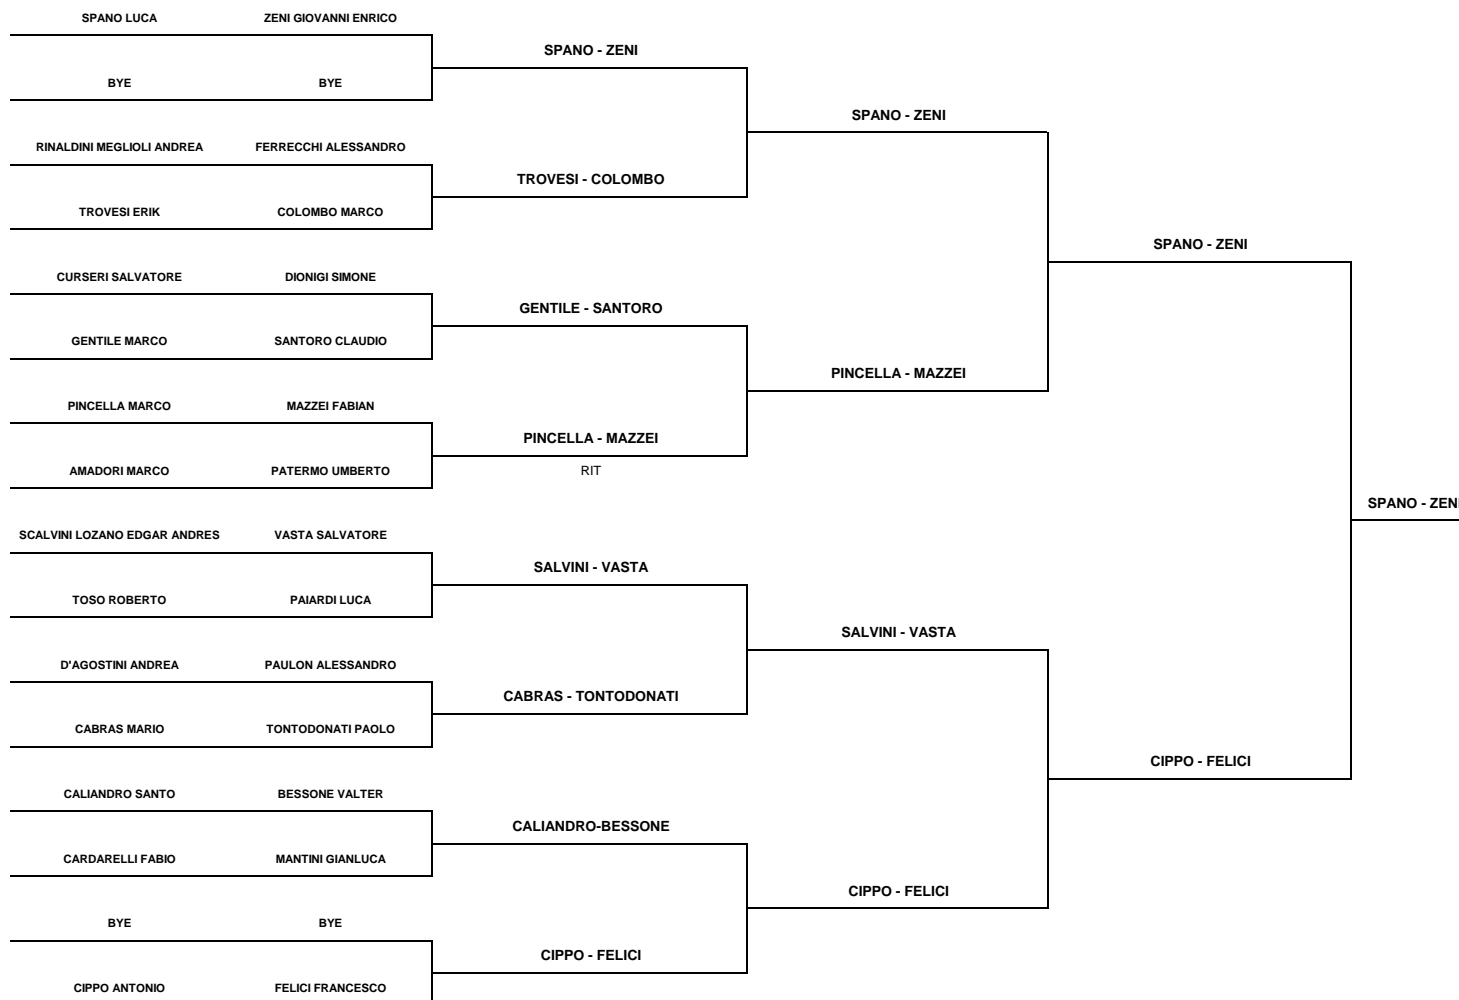 SPANO LUCA ZENI GIOVANNI ENRICO
SPANO - ZENI
BYE BYE
SPANO - ZENI
RINALDINI MEGLIOLI ANDREA FERRECCHI ALESSANDRO
TROVESI - COLOMBO
TROVESI ERIK COLOMBO MARCO
SPANO - ZENI
CURSERI SALVATORE DIONIGI SIMONE
GENTILE - SANTORO
GENTILE MARCO SANTORO CLAUDIO
PINCELLA - MAZZEI
PINCELLA MARCO MAZZEI FABIAN
PINCELLA - MAZZEI
AMADORI MARCO PATERMO UMBERTO RIT
SPANO - ZENI
SCALVINI LOZANO EDGAR ANDRES VASTA SALVATORE
SALVINI - VASTA
TOSO ROBERTO PAIARDI LUCA
SALVINI - VASTA
D'AGOSTINI ANDREA PAULON ALESSANDRO
CABRAS - TONTODONATI
CABRAS MARIO TONTODONATI PAOLO
CIPPO - FELICI
CALIANDRO SANTO BESSONE VALTER
CALIANDRO-BESSONE
CARDARELLI FABIO MANTINI GIANLUCA
CIPPO - FELICI
BYE BYE
CIPPO - FELICI
CIPPO ANTONIO FELICI FRANCESCO